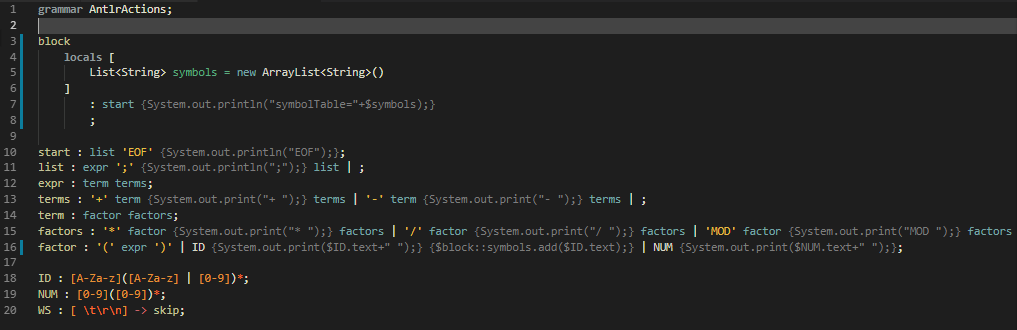 1 grammar AntlrActions;
2
3 block
4 locals [
5 List<String> symbols = new ArrayList<String>()
6 ]
7 : start {System.out.println("symbolTable="+$symbols);}
8 ;
9
10 start : list 'EOF' {System.out.println("EOF");};
11 list : expr ';' {System.out.println(";");} list | ;
12 expr : term terms;
13 terms : '+' term {System.out.print("+ ");} terms | '-' term {System.out.print("- ");} terms | ;
14 term : factor factors;
15 factors : '*' factor {System.out.print("* ");} factors | '/' factor {System.out.print("/ ");} factors | 'MOD' factor {System.out.print("MOD ");} factors
16 factor : '(' expr ')' | ID {System.out.print($ID.text+" ");} {$block::symbols.add($ID.text);} | NUM {System.out.print($NUM.text+" ");};
17
18 ID : [A-Za-z]([A-Za-z] | [0-9])*;
19 NUM : [0-9]([0-9])*;
20 WS : [ \t\r\n] -> skip;